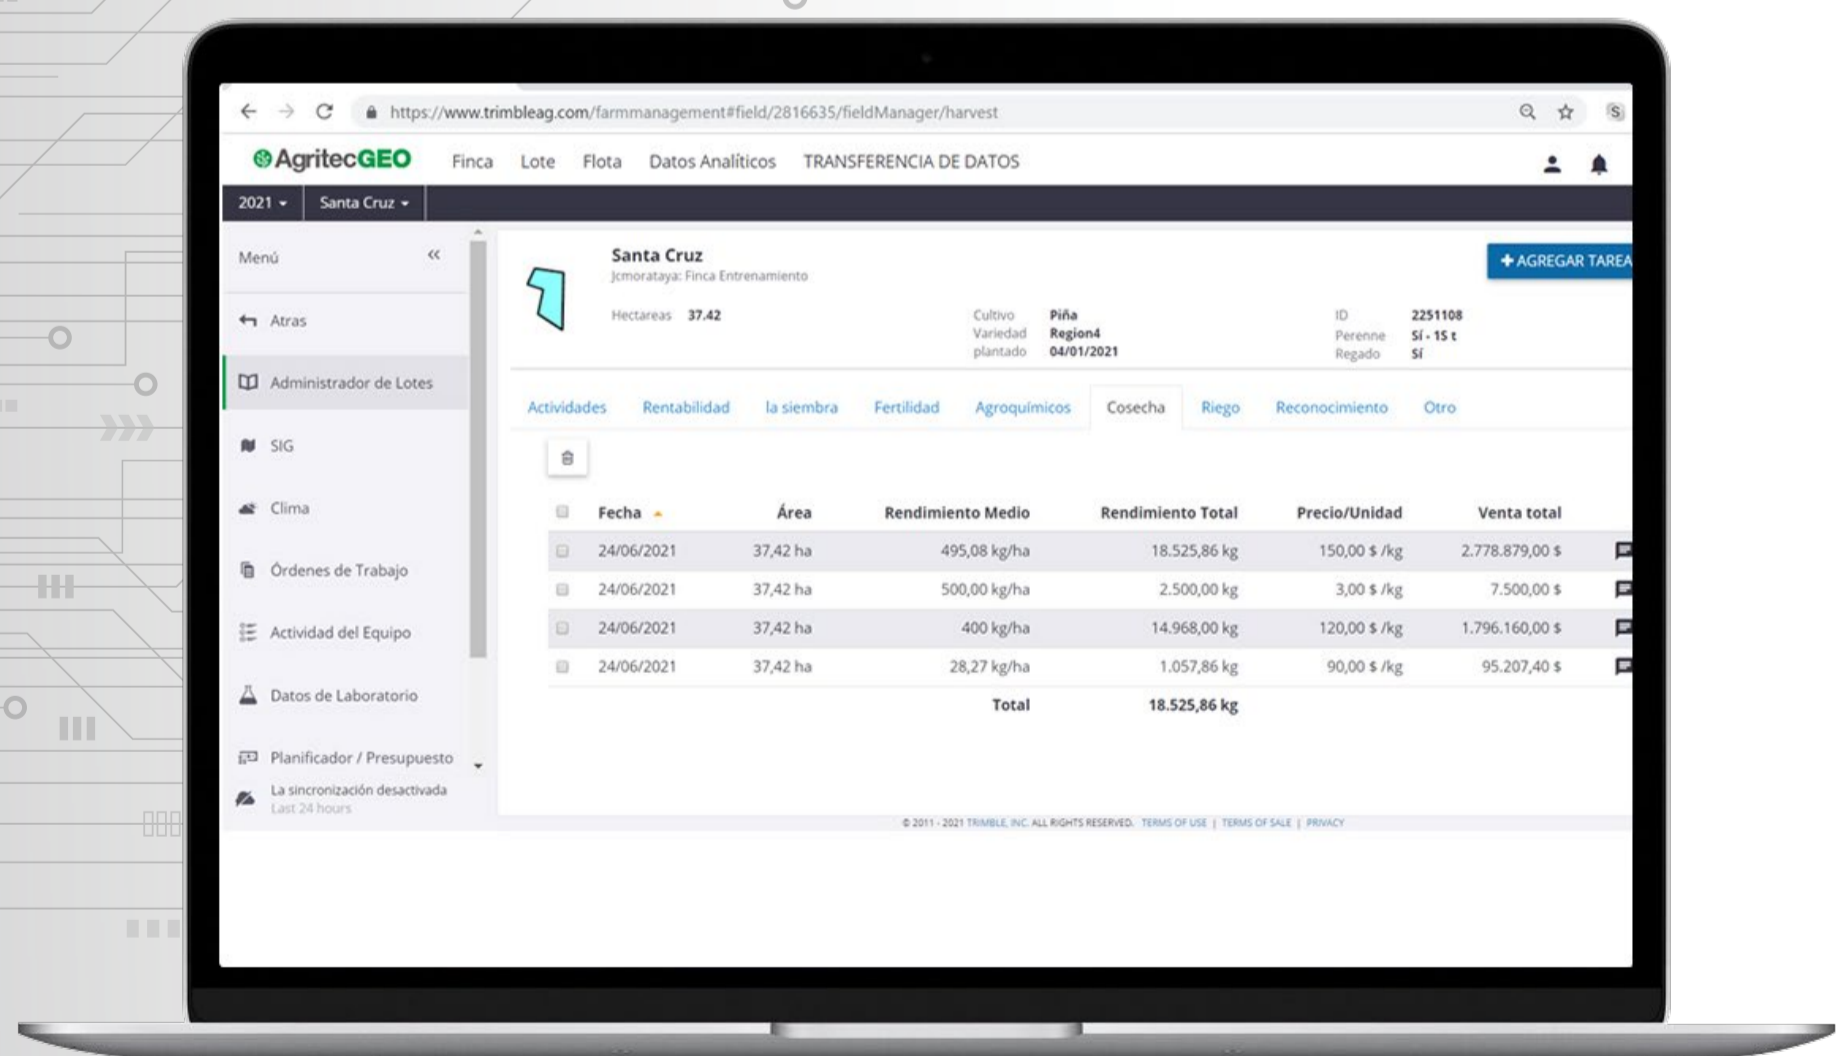 https://www.trimbleag.com/farmmanagement#field/2816635/fieldManager/harvest
S
AgritecGEO Finca Lote Flota Datos Analíticos TRANSFERENCIA DE DATOS
2021 Santa Cruz
Menú «
Atras
Administrador de Lotes
SIG
Clima
Órdenes de Trabajo
Actividad del Equipo
Datos de Laboratorio
Planificador / Presupuesto
La sincronización desactivada
Last 24 hours
Santa Cruz
Jcmorataya: Finca Entrenamiento
+ AGREGAR TAREA
Hectareas 37.42
Cultivo Piña
Variedad Region4
plantado 04/01/2021
ID 2251108
Perenne Sí - 1S t
Regado Sí
Actividades Rentabilidad la siembra Fertilidad Agroquímicos Cosecha Riego Reconocimiento Otro
Fecha Área Rendimiento Medio Rendimiento Total Precio/Unidad Venta total
24/06/2021 37,42 ha 495,08 kg/ha 18.525,86 kg 150,00 $ /kg 2.778.879,00 $
24/06/2021 37,42 ha 500,00 kg/ha 2.500,00 kg 3,00 $ /kg 7.500,00 $
24/06/2021 37,42 ha 400 kg/ha 14.968,00 kg 120,00 $ /kg 1.796.160,00 $
24/06/2021 37,42 ha 28,27 kg/ha 1.057,86 kg 90,00 $ /kg 95.207,40 $
Total 18.525,86 kg
© 2011 - 2021 TRIMBLE, INC. ALL RIGHTS RESERVED. TERMS OF USE | TERMS OF SALE | PRIVACY